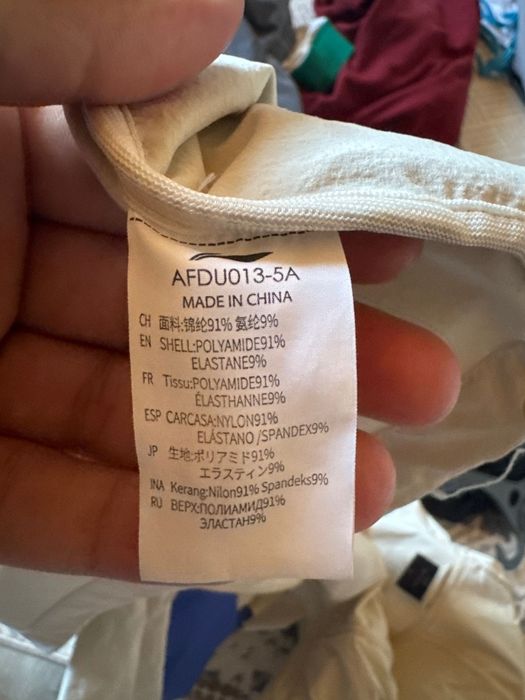 AFDU013-5A
MADE IN CHINA
CH 面料:锦纶91% 氨纶9%
EN SHELL:POLYAMIDE91%
ELASTANE9%
FR Tissu:POLYAMIDE91%
ÉLASTHANNE9%
ESP CARCASA:NYLON91%
ELÁSTANO /SPANDEX9%
JP 生地:ポリアミド91%
エラスティン9%
INA Kerang:Nilon91% Spandeks9%
RU ВЕРХ:ПОЛИАМИД91%
ЭЛАСТАН9%